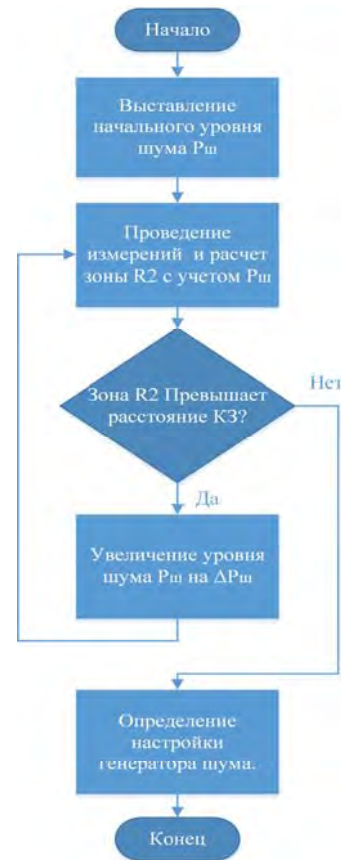 Начало
Выставление
начального уровня
шума Рш
Проведение
измерений и расчет
зоны R2 с учетом Рш
Зона R2 Превышает
расстояние КЗ?
Нет
Да
Увеличение уровня
шума Рш на ΔРш
Определение
настройки
генератора шума.
Конец